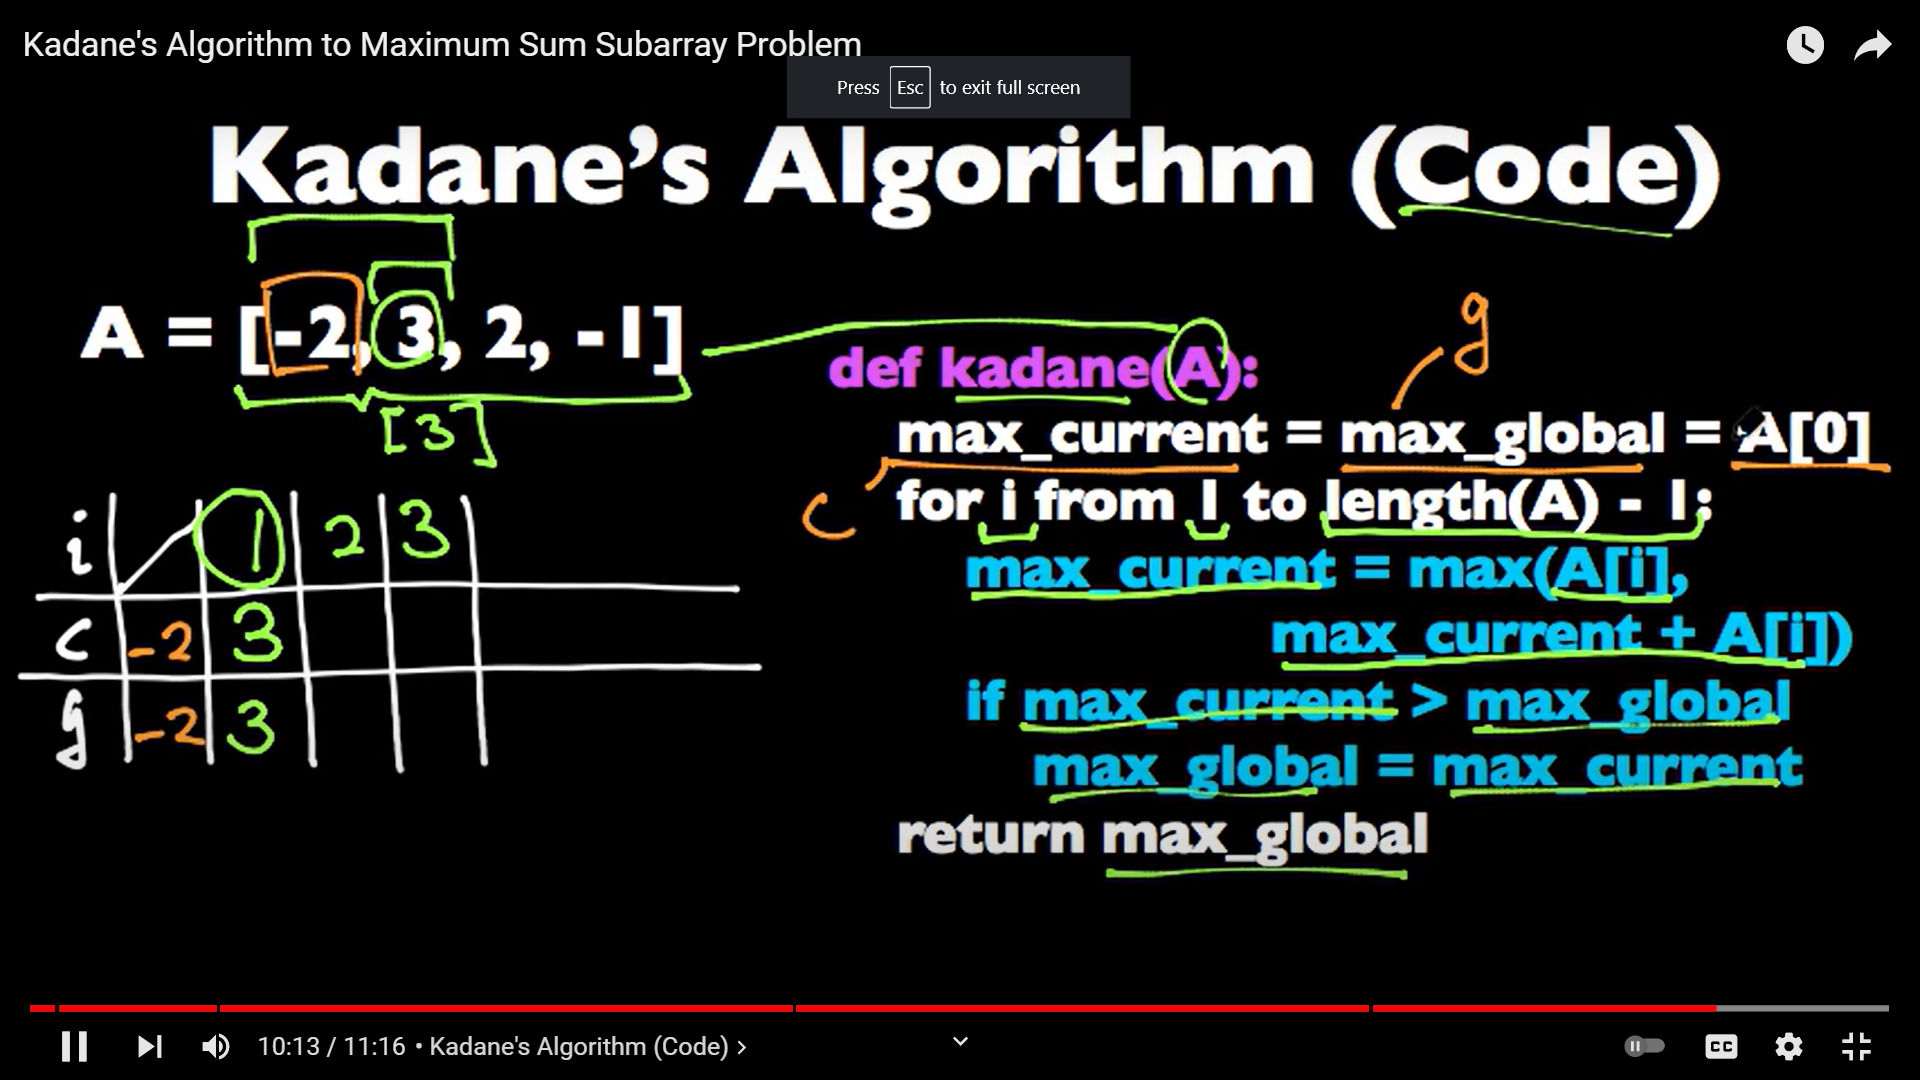 Kadane's Algorithm to Maximum Sum Subarray Problem
Press Esc to exit full screen
Kadane's Algorithm (Code)
A = [-2, 3, 2, -1]
[3]
g
def kadane(A):
max_current = max_global = A[0]
c
for i from 1 to length(A) - 1:
max_current = max(A[i],
max_current + A[i])
if max_current > max_global
max_global = max_current
return max_global
i 1 2 3
c -2 3
g -2 3
10:13 / 11:16 • Kadane's Algorithm (Code) >
CC